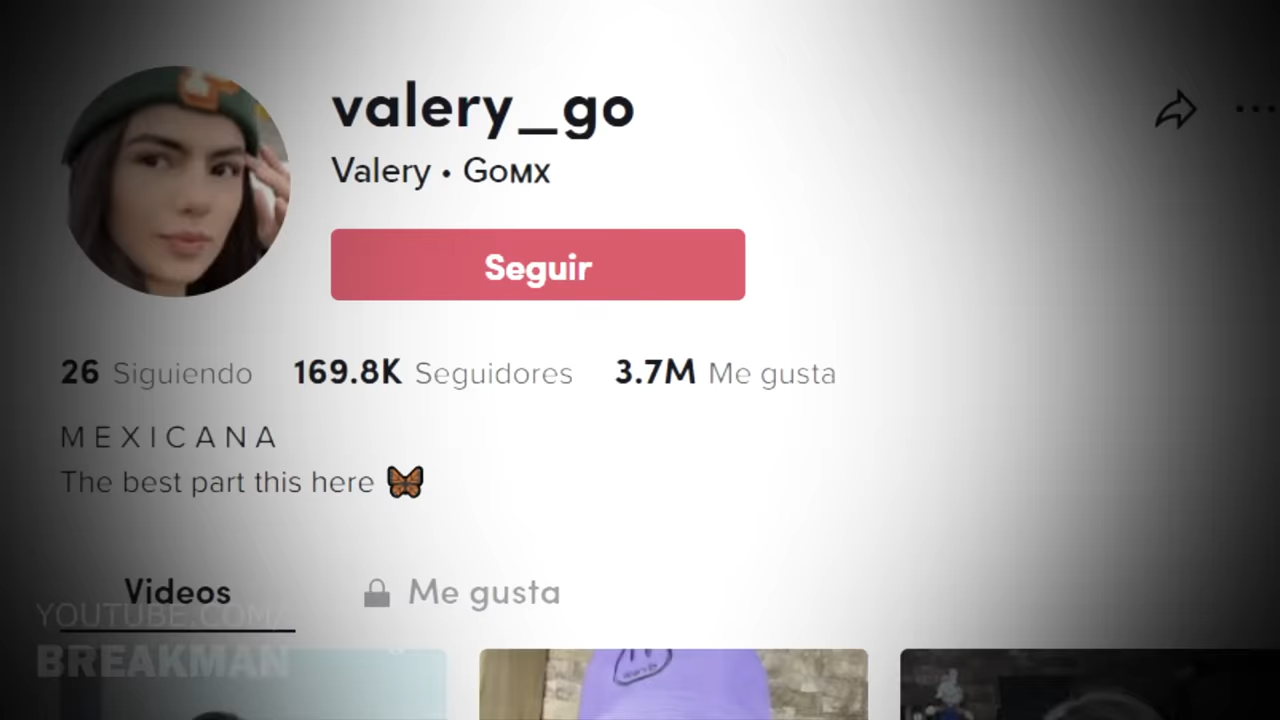 valery_go
Valery • GoMX
Seguir
26 Siguiendo 169.8K Seguidores 3.7M Me gusta
MEXICANA
The best part this here 🦋
Videos Me gusta
YOUTUBE.COM/
BREAKMAN